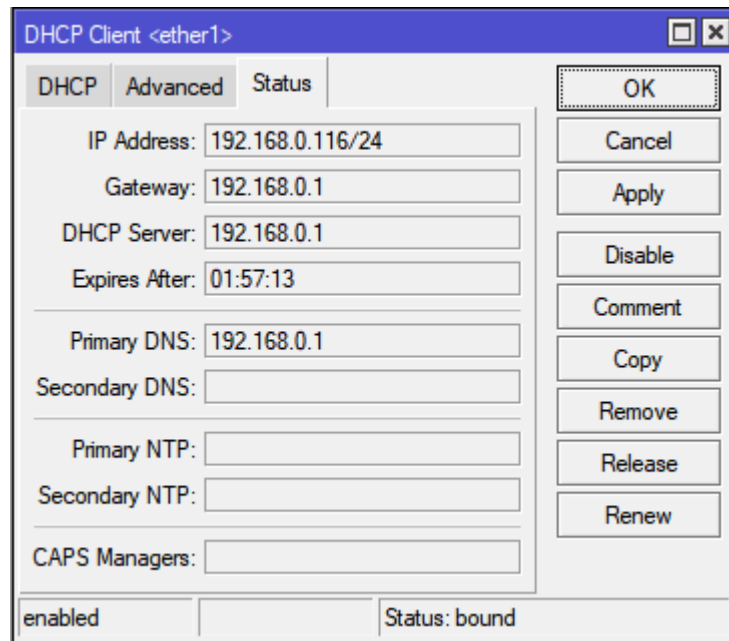 DHCP Client <ether1>
DHCP Advanced Status
IP Address: 192.168.0.116/24
Gateway: 192.168.0.1
DHCP Server: 192.168.0.1
Expires After: 01:57:13
Primary DNS: 192.168.0.1
Secondary DNS:
Primary NTP:
Secondary NTP:
CAPS Managers:
OK
Cancel
Apply
Disable
Comment
Copy
Remove
Release
Renew
enabled Status: bound